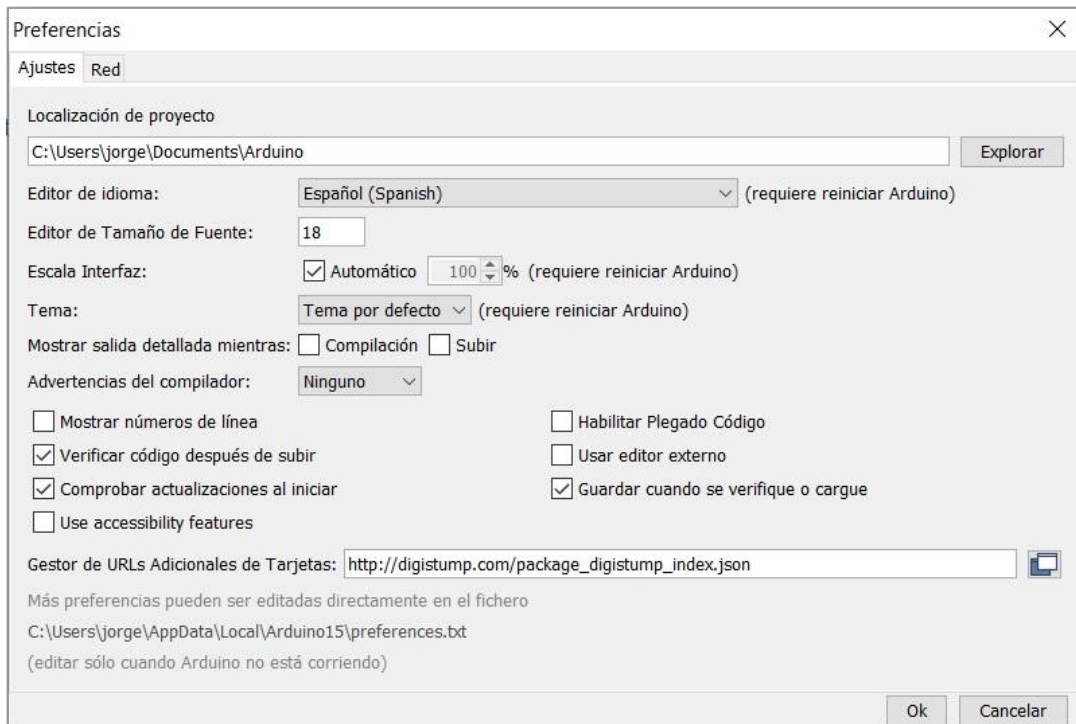 Preferencias
Ajustes Red
Localización de proyecto
C:\Users\jorge\Documents\Arduino Explorar
Editor de idioma: Español (Spanish) (requiere reiniciar Arduino)
Editor de Tamaño de Fuente: 18
Escala Interfaz: Automático 100 % (requiere reiniciar Arduino)
Tema: Tema por defecto (requiere reiniciar Arduino)
Mostrar salida detallada mientras: Compilación Subir
Advertencias del compilador: Ninguno
Mostrar números de línea Habilitar Plegado Código
Verificar código después de subir Usar editor externo
Comprobar actualizaciones al iniciar Guardar cuando se verifique o cargue
Use accessibility features
Gestor de URLs Adicionales de Tarjetas: http://digistump.com/package_digistump_index.json
Más preferencias pueden ser editadas directamente en el fichero
C:\Users\jorge\AppData\Local\Arduino15\preferences.txt
(editar sólo cuando Arduino no está corriendo)
Ok Cancelar